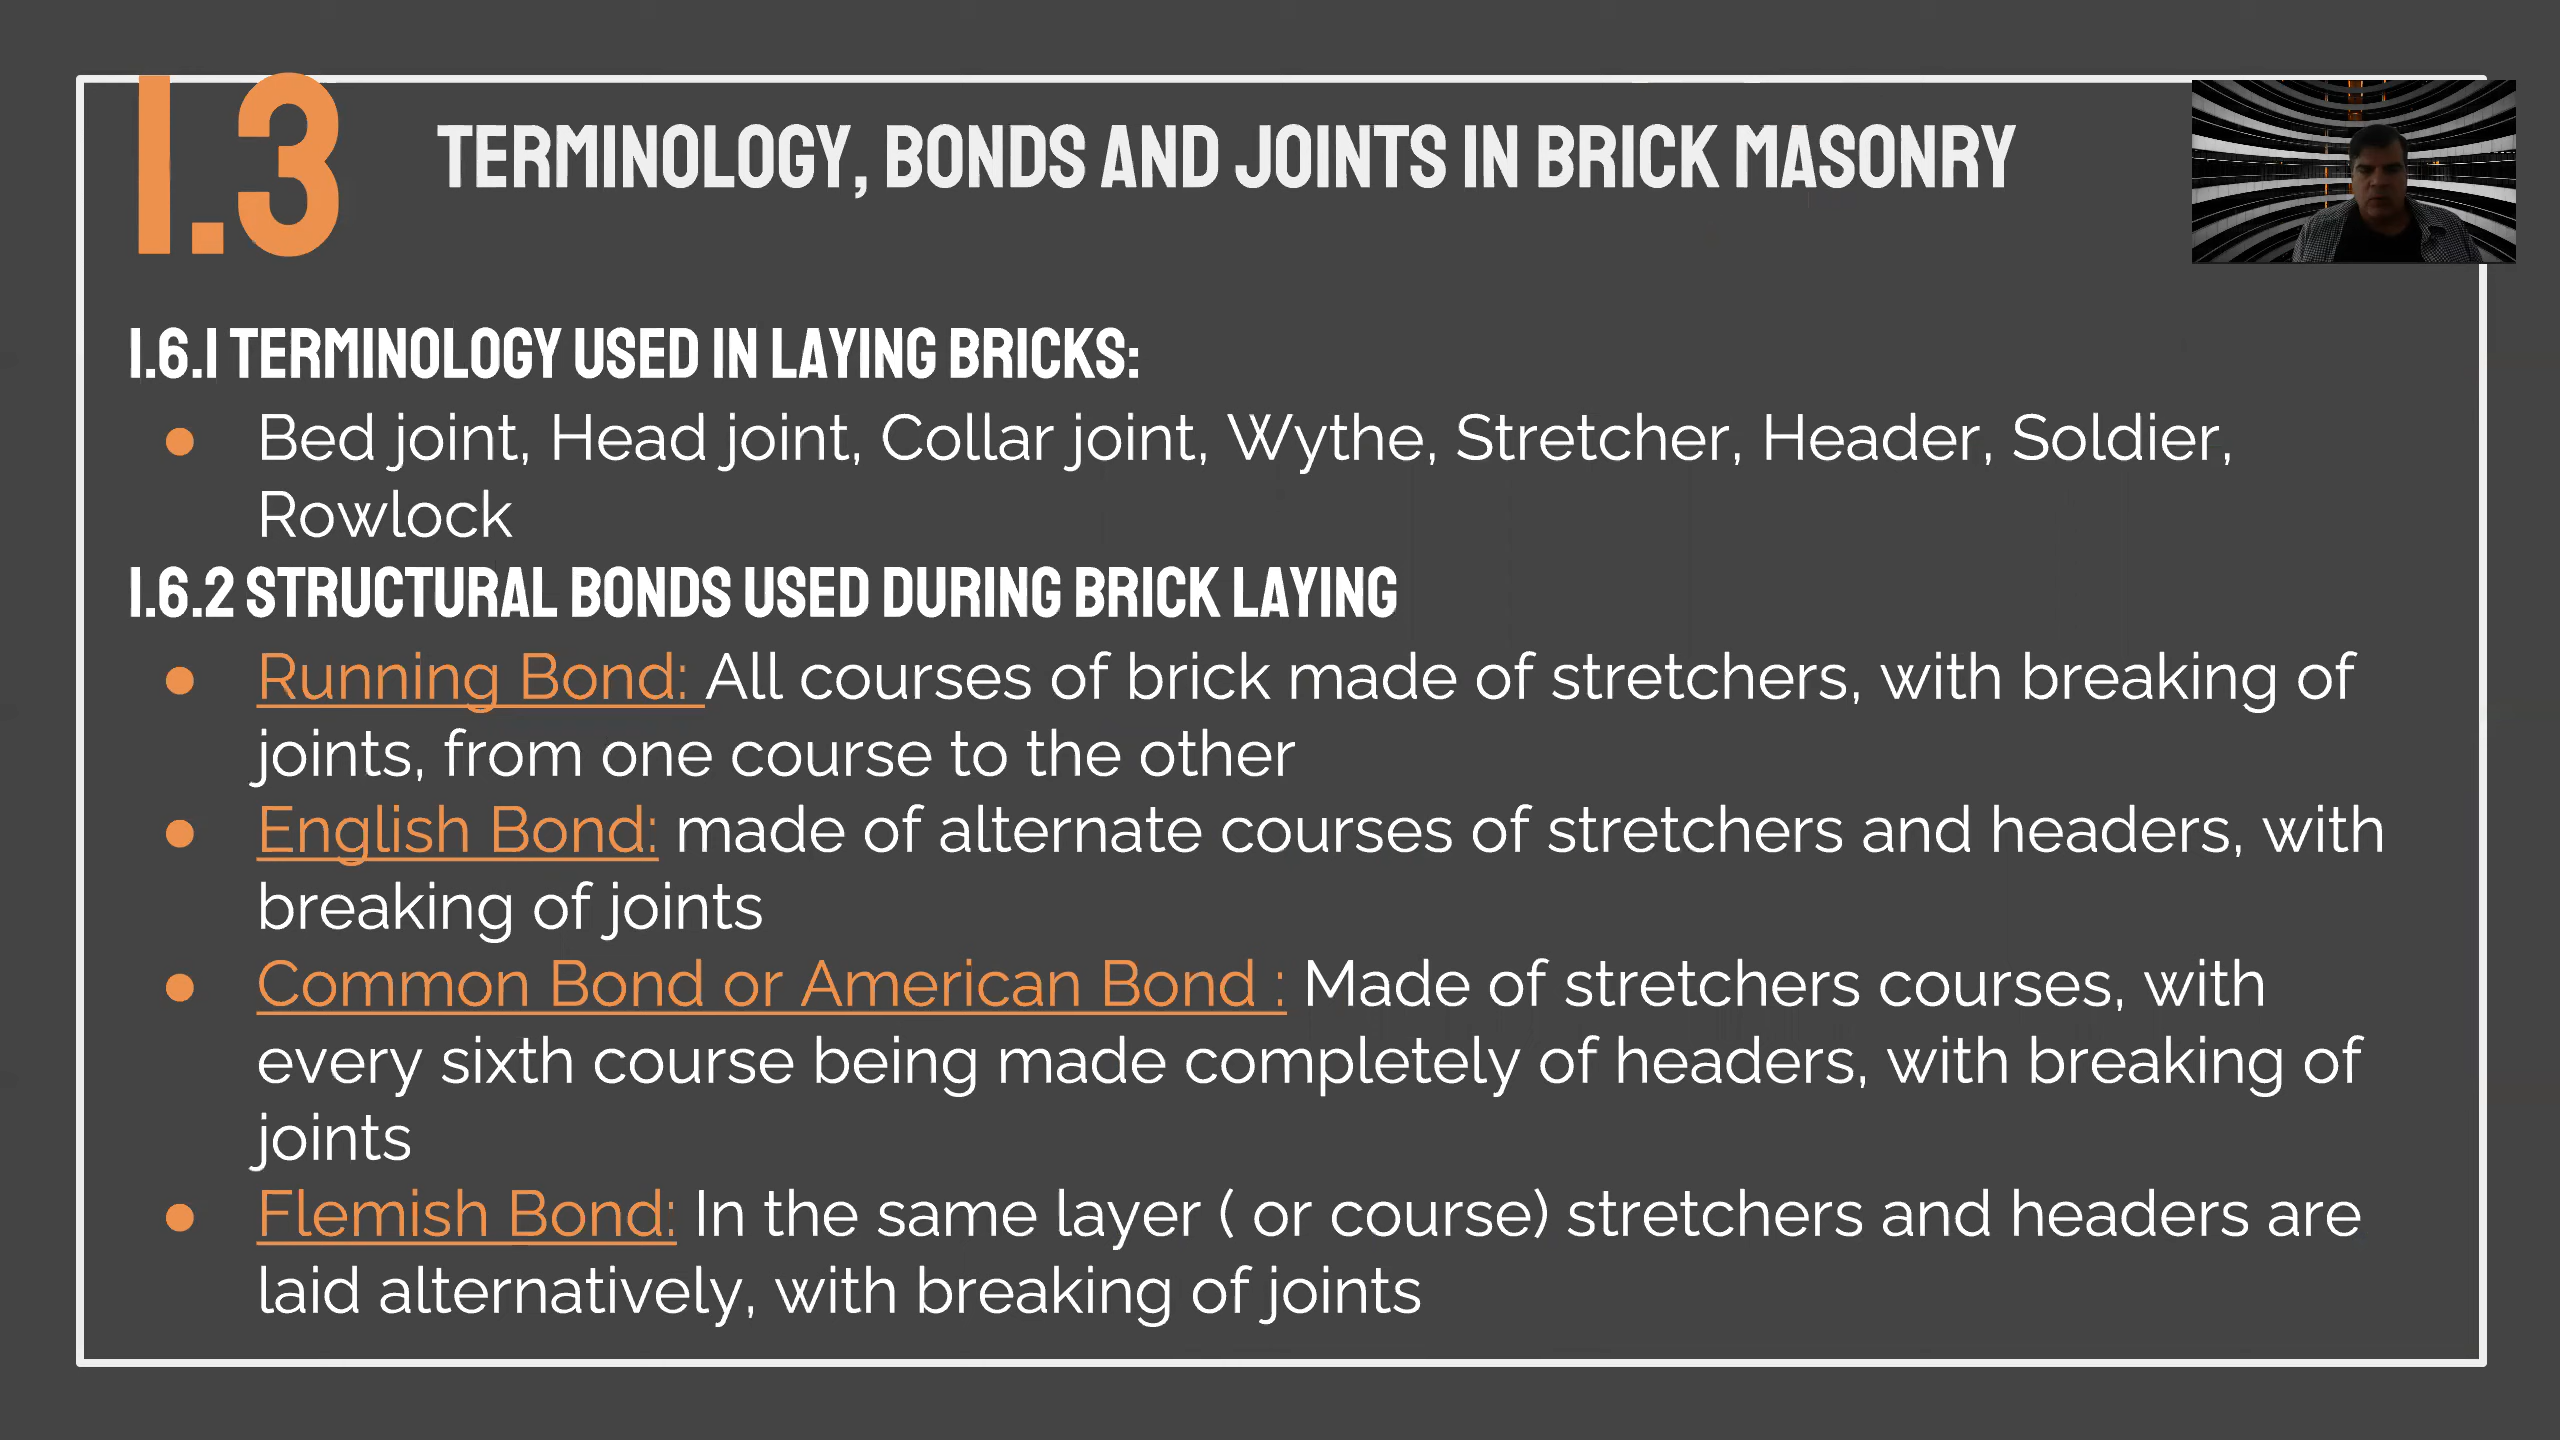 1.3
TERMINOLOGY, BONDS AND JOINTS IN BRICK MASONRY
1.6.1 TERMINOLOGY USED IN LAYING BRICKS:
● Bed joint, Head joint, Collar joint, Wythe, Stretcher, Header, Soldier,
Rowlock
1.6.2 STRUCTURAL BONDS USED DURING BRICK LAYING
● Running Bond: All courses of brick made of stretchers, with breaking of
joints, from one course to the other
● English Bond: made of alternate courses of stretchers and headers, with
breaking of joints
● Common Bond or American Bond : Made of stretchers courses, with
every sixth course being made completely of headers, with breaking of
joints
● Flemish Bond: In the same layer ( or course) stretchers and headers are
laid alternatively, with breaking of joints